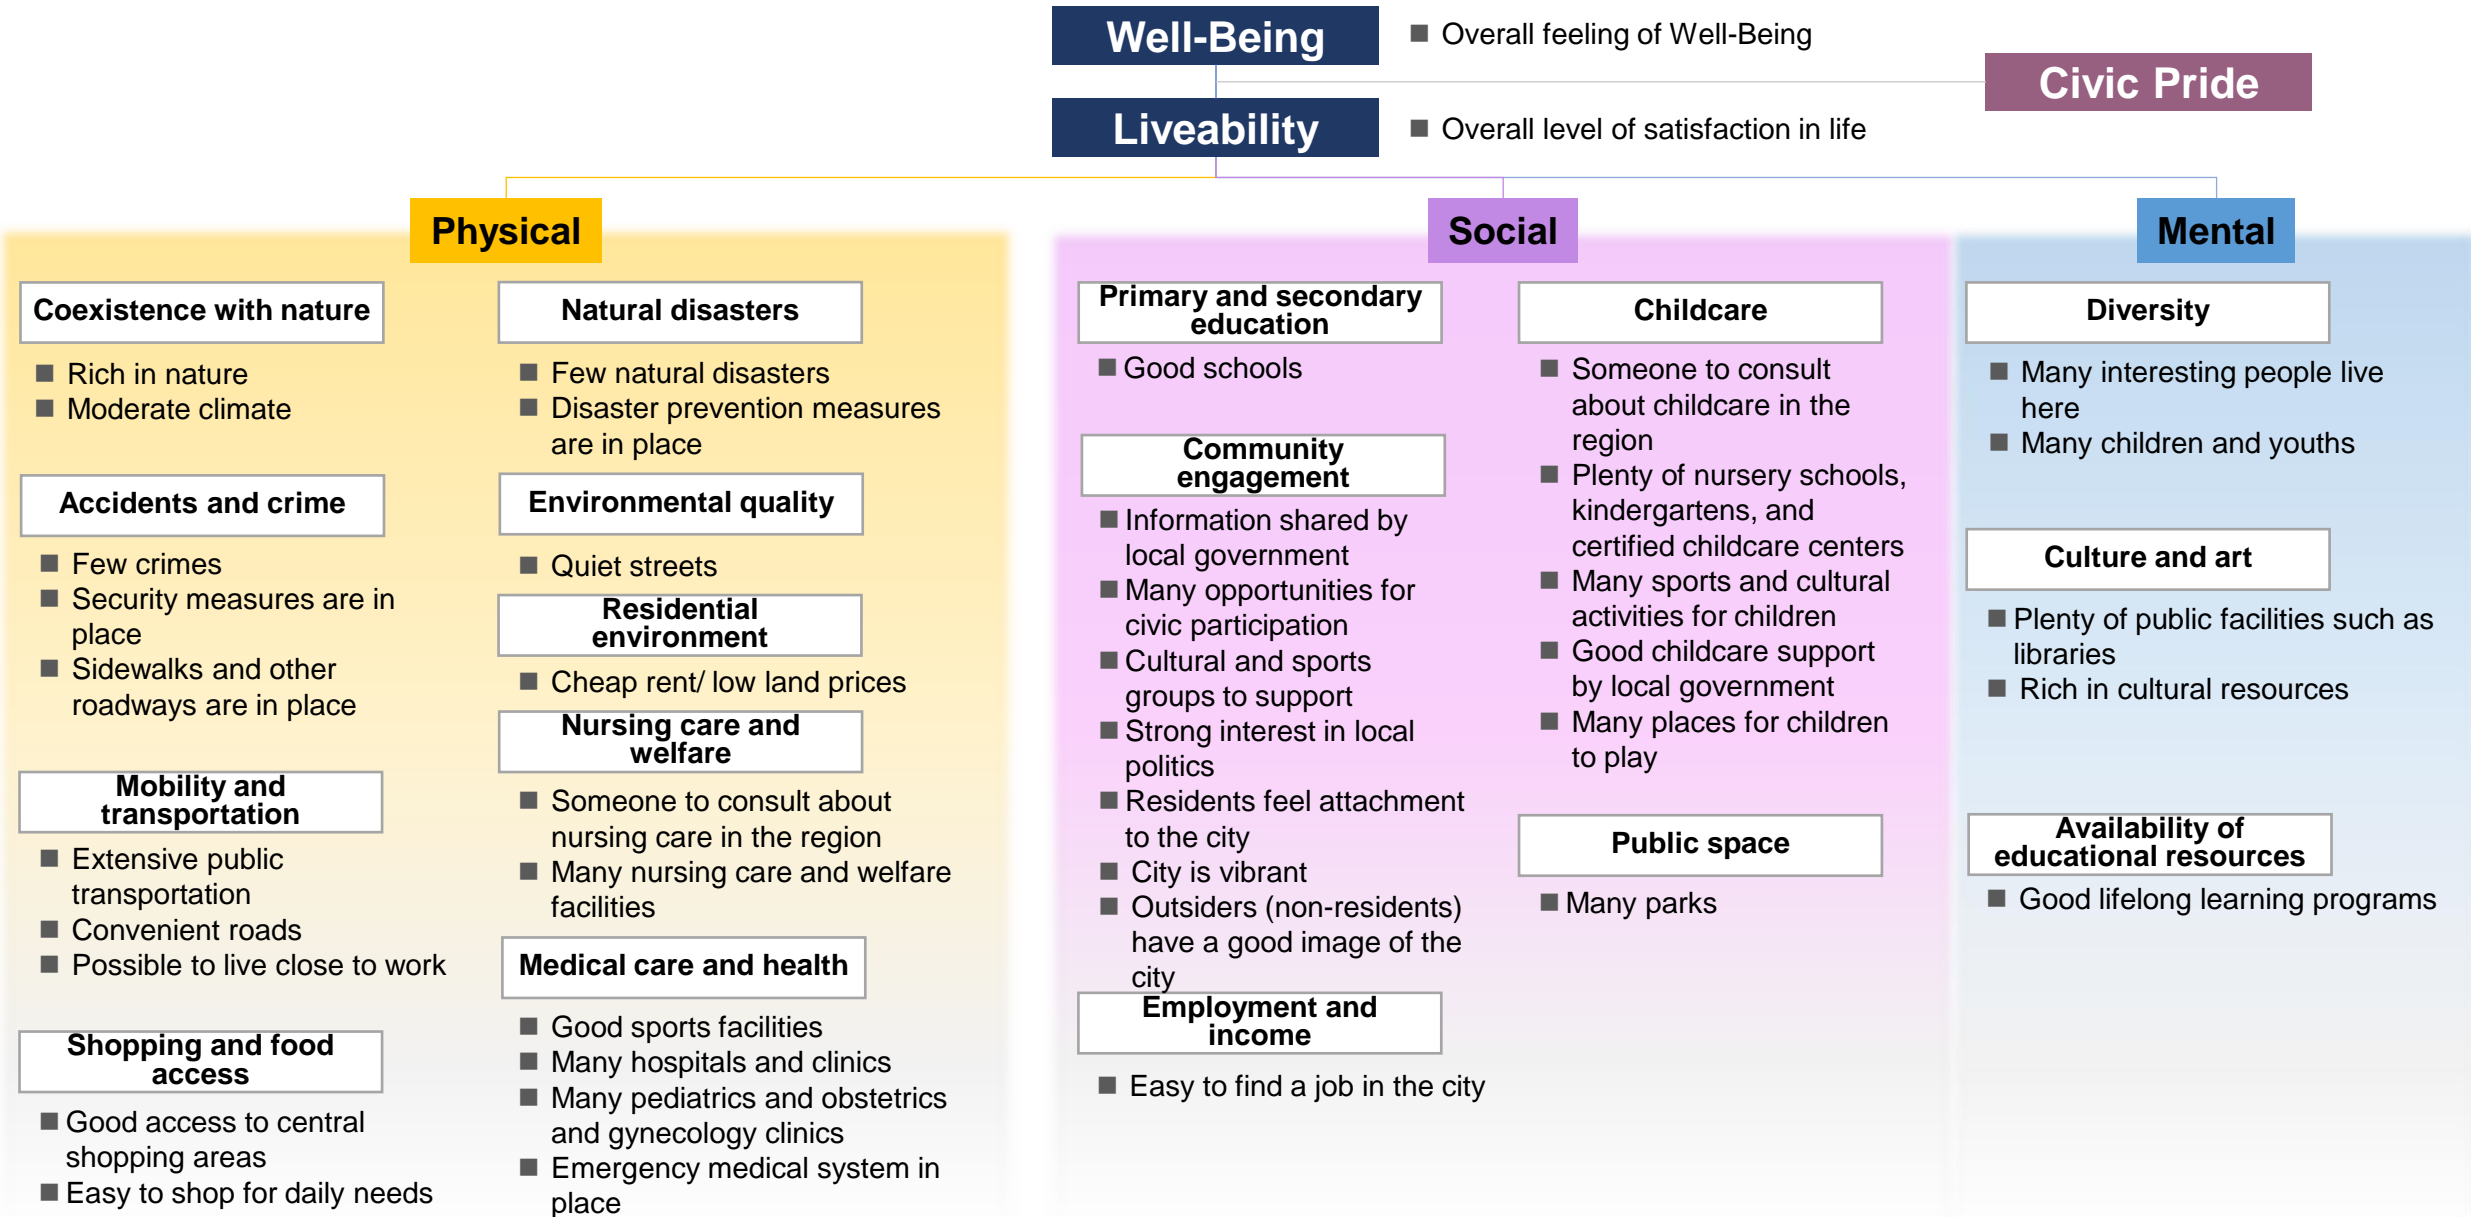 Well-Being
■ Overall feeling of Well-Being
Civic Pride
Liveability
■ Overall level of satisfaction in life
Physical
Coexistence with nature
■ Rich in nature
■ Moderate climate
Accidents and crime
■ Few crimes
■ Security measures are in
place
■ Sidewalks and other
roadways are in place
Mobility and
transportation
■ Extensive public
transportation
■ Convenient roads
■ Possible to live close to work
Shopping and food
access
■ Good access to central
shopping areas
■ Easy to shop for daily needs
Natural disasters
■ Few natural disasters
■ Disaster prevention measures
are in place
Environmental quality
■ Quiet streets
Residential
environment
■ Cheap rent/ low land prices
Nursing care and
welfare
■ Someone to consult about
nursing care in the region
■ Many nursing care and welfare
facilities
Medical care and health
■ Good sports facilities
■ Many hospitals and clinics
■ Many pediatrics and obstetrics
and gynecology clinics
■ Emergency medical system in
place
Social
Primary and secondary
education
■ Good schools
Community
engagement
■ Information shared by
local government
■ Many opportunities for
civic participation
■ Cultural and sports
groups to support
■ Strong interest in local
politics
■ Residents feel attachment
to the city
■ City is vibrant
■ Outsiders (non-residents)
have a good image of the
city
Employment and
income
■ Easy to find a job in the city
Childcare
■ Someone to consult
about childcare in the
region
■ Plenty of nursery schools,
kindergartens, and
certified childcare centers
■ Many sports and cultural
activities for children
■ Good childcare support
by local government
■ Many places for children
to play
Public space
■ Many parks
Mental
Diversity
■ Many interesting people live
here
■ Many children and youths
Culture and art
■ Plenty of public facilities such as
libraries
■ Rich in cultural resources
Availability of
educational resources
■ Good lifelong learning programs